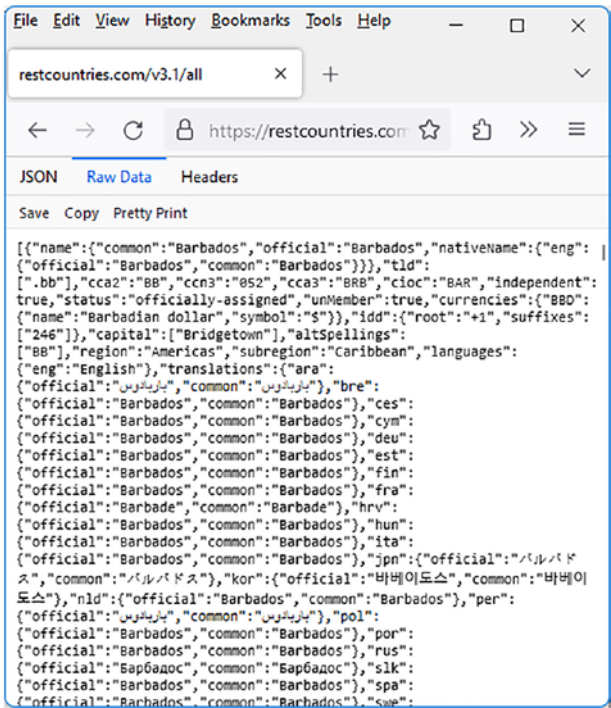 File Edit View History Bookmarks Tools Help
restcountries.com/v3.1/all
https://restcountries.com
JSON Raw Data Headers
Save Copy Pretty Print
[{"name":{"common":"Barbados","official":"Barbados","nativeName":{"eng":
{"official":"Barbados","common":"Barbados"}}},"tld":
[".bb"],"cca2":"BB","ccn3":"052","cca3":"BRB","cioc":"BAR","independent":
true,"status":"officially-assigned","unMember":true,"currencies":{"BBD":
{"name":"Barbadian dollar","symbol":"$"}},"idd":{"root":"+1","suffixes":
["246"]},"capital":["Bridgetown"],"altSpellings":
["BB"],"region":"Americas","subregion":"Caribbean","languages":
{"eng":"English"},"translations":{"ara":
{"official":"باربادوس","common":"باربادوس"},"bre":
{"official":"Barbados","common":"Barbados"},"ces":
{"official":"Barbados","common":"Barbados"},"cym":
{"official":"Barbados","common":"Barbados"},"deu":
{"official":"Barbados","common":"Barbados"},"est":
{"official":"Barbados","common":"Barbados"},"fin":
{"official":"Barbados","common":"Barbados"},"fra":
{"official":"Barbade","common":"Barbade"},"hrv":
{"official":"Barbados","common":"Barbados"},"hun":
{"official":"Barbados","common":"Barbados"},"ita":
{"official":"Barbados","common":"Barbados"},"jpn":{"official":"バルバド
ス","common":"バルバドス"},"kor":{"official":"바베이도스","common":"바베이
도스"},"nld":{"official":"Barbados","common":"Barbados"},"per":
{"official":"باربادوس","common":"باربادوس"},"pol":
{"official":"Barbados","common":"Barbados"},"por":
{"official":"Barbados","common":"Barbados"},"rus":
{"official":"Барбадос","common":"Барбадос"},"slk":
{"official":"Barbados","common":"Barbados"},"spa":
{"official":"Barbados","common":"Barbados"},"swe":